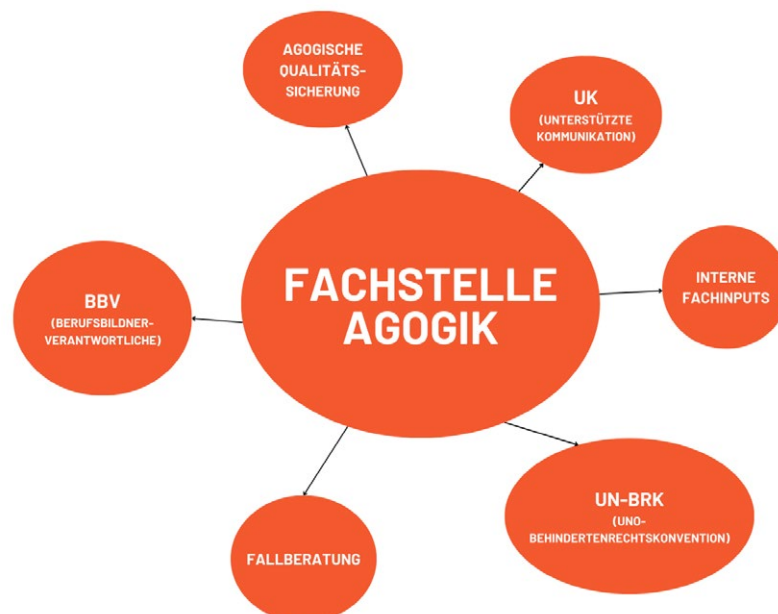 AGOGISCHE
QUALITÄTS-
SICHERUNG
UK
(UNTERSTÜTZTE
KOMMUNIKATION)
FACHSTELLE
AGOGIK
INTERNE
FACHINPUTS
BBV
(BERUFSBILDNER-
VERANTWORTLICHE)
UN-BRK
(UNO-
BEHINDERTENRECHTSKONVENTION)
FALLBERATUNG